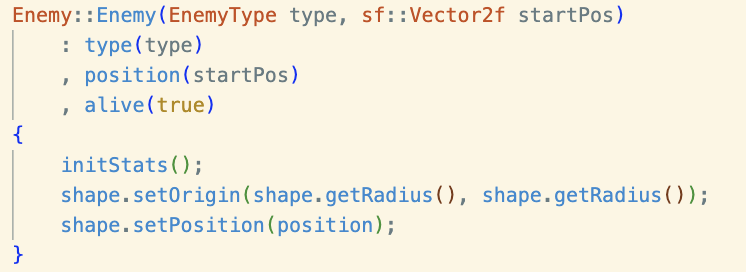 Enemy::Enemy(EnemyType type, sf::Vector2f startPos)
    : type(type)
    , position(startPos)
    , alive(true)
{
    initStats();
    shape.setOrigin(shape.getRadius(), shape.getRadius());
    shape.setPosition(position);
}